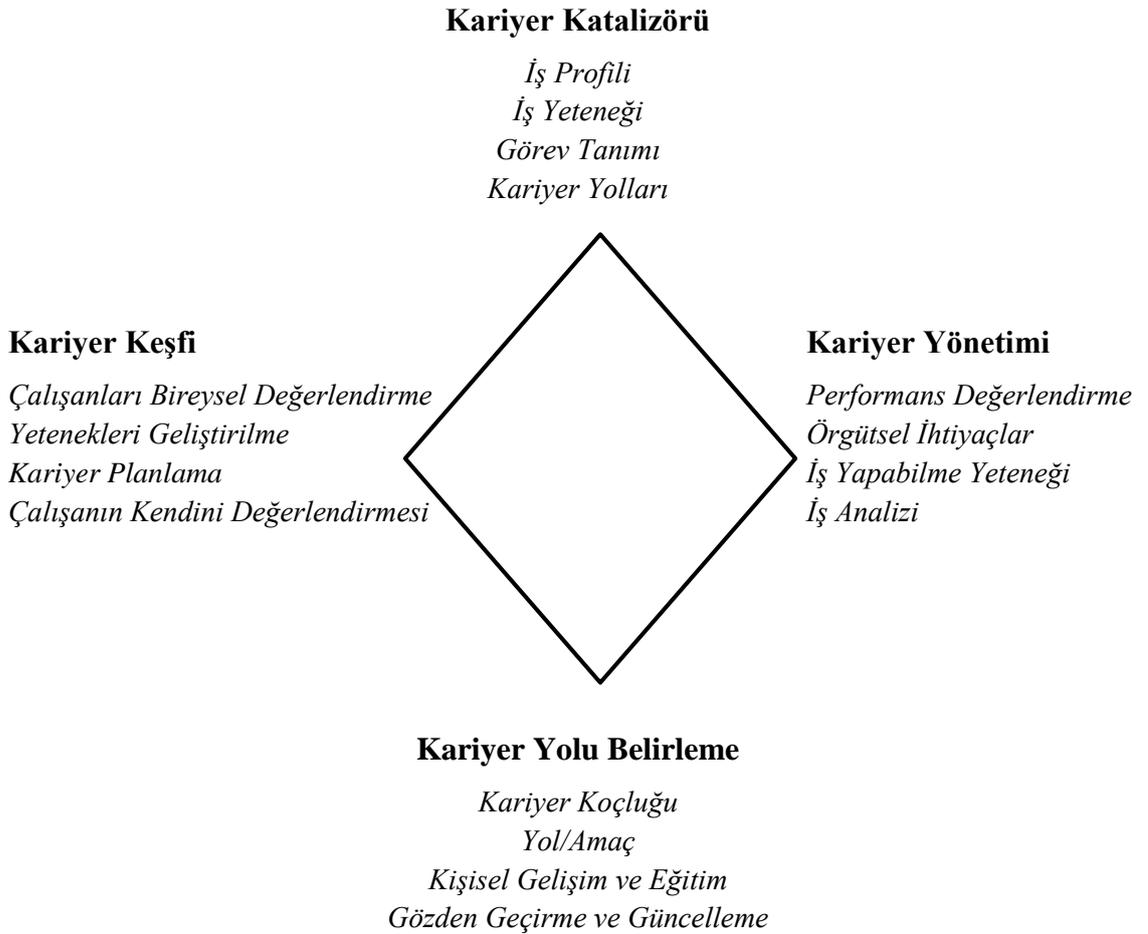 Kariyer Katalizörü
İş Profili
İş Yeteneği
Görev Tanımı
Kariyer Yolları
Kariyer Keşfi
Çalışanları Bireysel Değerlendirme
Yetenekleri Geliştirilme
Kariyer Planlama
Çalışanın Kendini Değerlendirmesi
Kariyer Yönetimi
Performans Değerlendirme
Örgütsel İhtiyaçlar
İş Yapabilme Yeteneği
İş Analizi
Kariyer Yolu Belirleme
Kariyer Koçluğu
Yol/Amaç
Kişisel Gelişim ve Eğitim
Gözden Geçirme ve Güncelleme